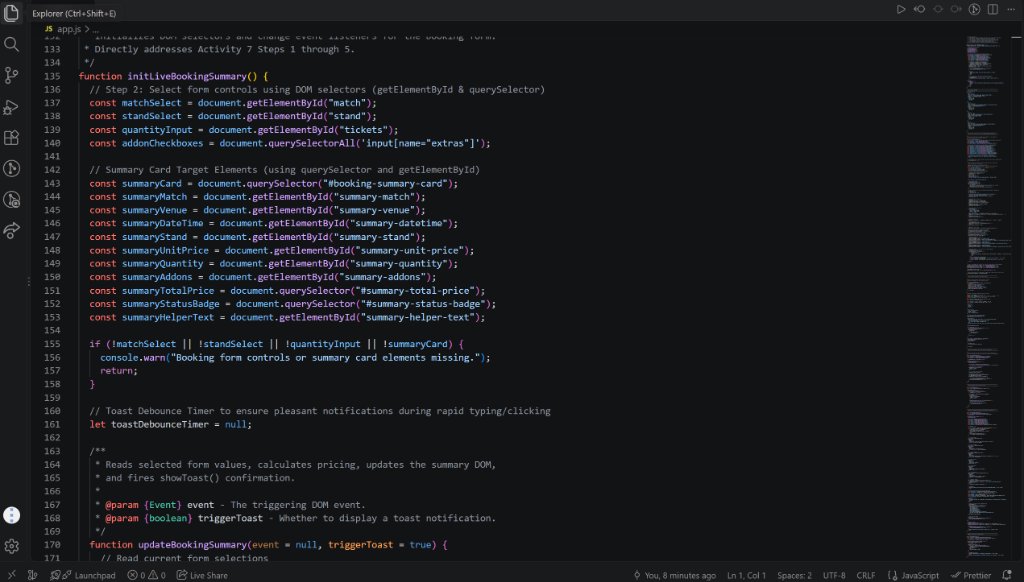 Explorer (Ctrl+Shift+E)
JS app.js > ...
132 * Initializes DOM selectors and change event listeners for the booking form.
133 * Directly addresses Activity 7 Steps 1 through 5.
134 */
135 function initLiveBookingSummary() {
136 // Step 2: Select form controls using DOM selectors (getElementById & querySelector)
137 const matchSelect = document.getElementById("match");
138 const standSelect = document.getElementById("stand");
139 const quantityInput = document.getElementById("tickets");
140 const addonCheckboxes = document.querySelectorAll('input[name="extras"]');
141
142 // Summary Card Target Elements (using querySelector and getElementById)
143 const summaryCard = document.querySelector("#booking-summary-card");
144 const summaryMatch = document.getElementById("summary-match");
145 const summaryVenue = document.getElementById("summary-venue");
146 const summaryDateTime = document.getElementById("summary-datetime");
147 const summaryStand = document.getElementById("summary-stand");
148 const summaryUnitPrice = document.getElementById("summary-unit-price");
149 const summaryQuantity = document.getElementById("summary-quantity");
150 const summaryAddons = document.getElementById("summary-addons");
151 const summaryTotalPrice = document.querySelector("#summary-total-price");
152 const summaryStatusBadge = document.querySelector("#summary-status-badge");
153 const summaryHelperText = document.getElementById("summary-helper-text");
154
155 if (!matchSelect || !standSelect || !quantityInput || !summaryCard) {
156 console.warn("Booking form controls or summary card elements missing.");
157 return;
158 }
159
160 // Toast Debounce Timer to ensure pleasant notifications during rapid typing/clicking
161 let toastDebounceTimer = null;
162
163 /**
164 * Reads selected form values, calculates pricing, updates the summary DOM,
165 * and fires showToast() confirmation.
166 *
167 * @param {Event} event - The triggering DOM event.
168 * @param {boolean} triggerToast - Whether to display a toast notification.
169 */
170 function updateBookingSummary(event = null, triggerToast = true) {
171 // Read current form selections
Launchpad 0 0 Live Share You, 8 minutes ago Ln 1, Col 1 Spaces: 2 UTF-8 CRLF JavaScript Prettier